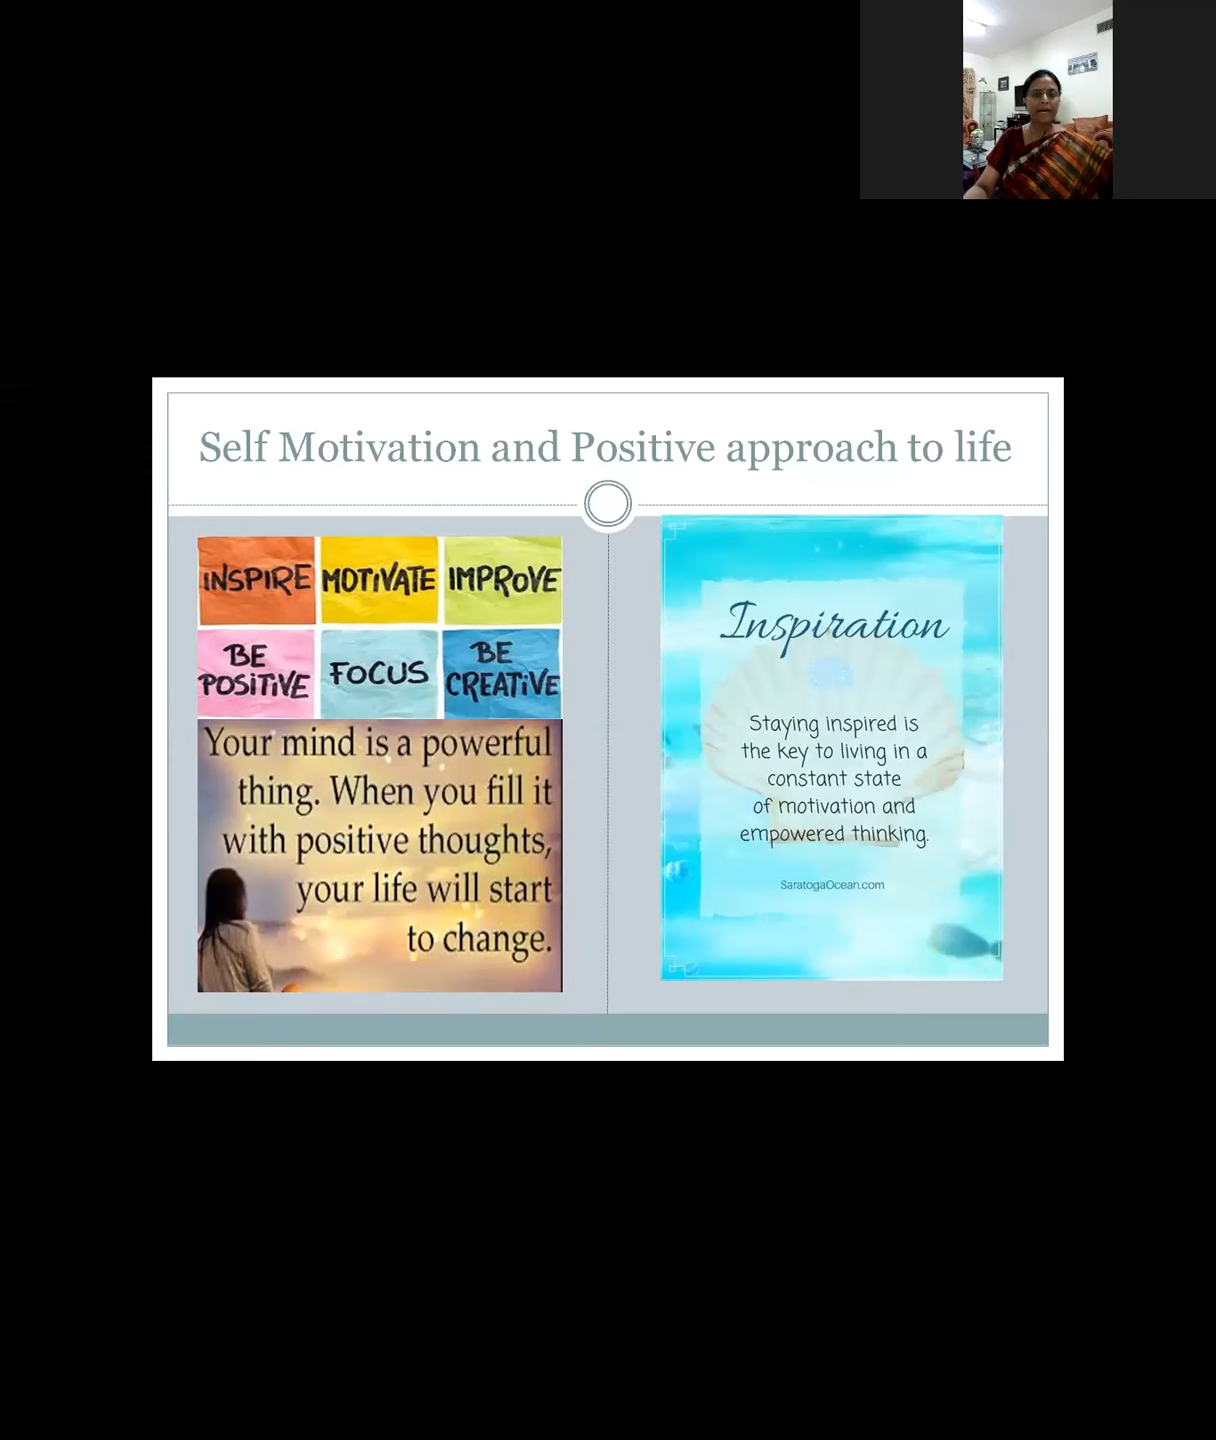 Self Motivation and Positive approach to life
INSPIRE MOTIVATE IMPROVE
BE POSITIVE FOCUS BE CREATIVE
Your mind is a powerful
thing. When you fill it
with positive thoughts,
your life will start
to change.
Inspiration
Staying inspired is
the key to living in a
constant state
of motivation and
empowered thinking.
SaratogaOcean.com